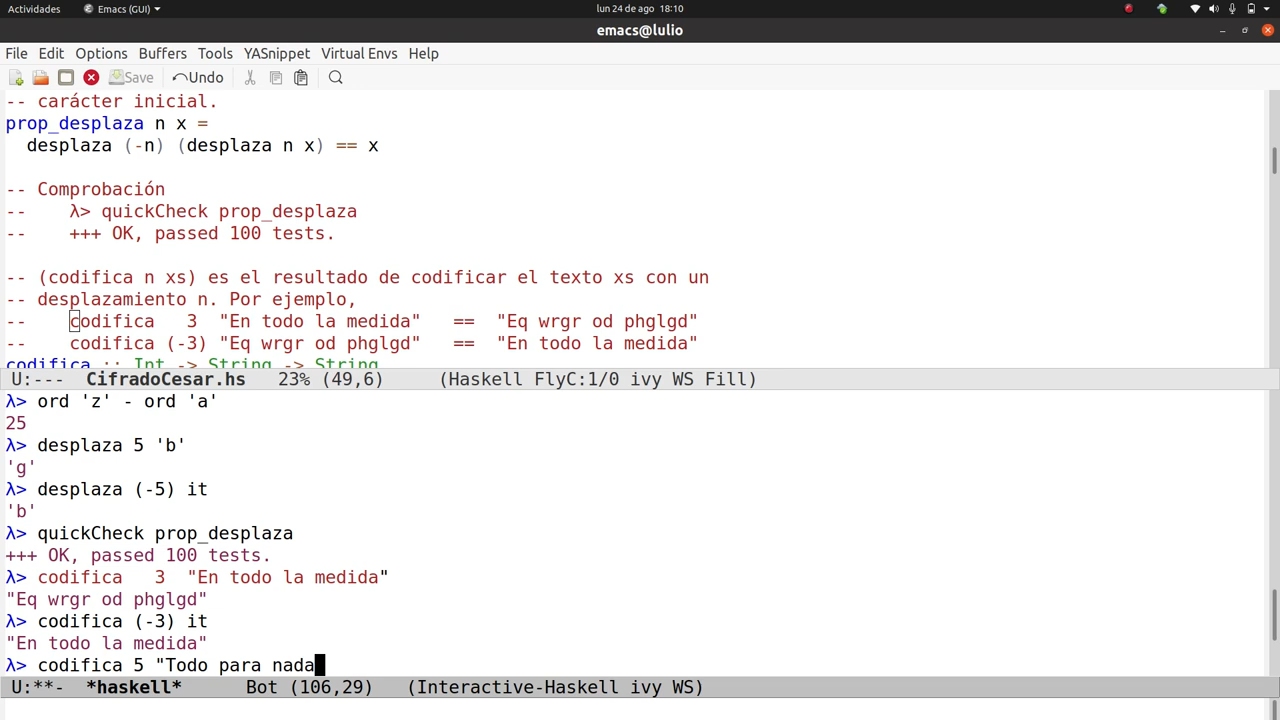 Actividades Emacs (GUI) lun 24 de ago 18:10
emacs@lulio
File Edit Options Buffers Tools YASnippet Virtual Envs Help
Save Undo
-- carácter inicial.
prop_desplaza n x =
  desplaza (-n) (desplaza n x) == x
-- Comprobación
--    λ> quickCheck prop_desplaza
--    +++ OK, passed 100 tests.
-- (codifica n xs) es el resultado de codificar el texto xs con un
-- desplazamiento n. Por ejemplo,
--    codifica   3  "En todo la medida"   ==  "Eq wrgr od phglgd"
--    codifica (-3) "Eq wrgr od phglgd"   ==  "En todo la medida"
codifica :: Int -> String -> String
U:---  CifradoCesar.hs   23% (49,6)      (Haskell FlyC:1/0 ivy WS Fill)
λ> ord 'z' - ord 'a'
25
λ> desplaza 5 'b'
'g'
λ> desplaza (-5) it
'b'
λ> quickCheck prop_desplaza
+++ OK, passed 100 tests.
λ> codifica   3  "En todo la medida"
"Eq wrgr od phglgd"
λ> codifica (-3) it
"En todo la medida"
λ> codifica 5 "Todo para nada
U:**-  *haskell*      Bot (106,29)   (Interactive-Haskell ivy WS)